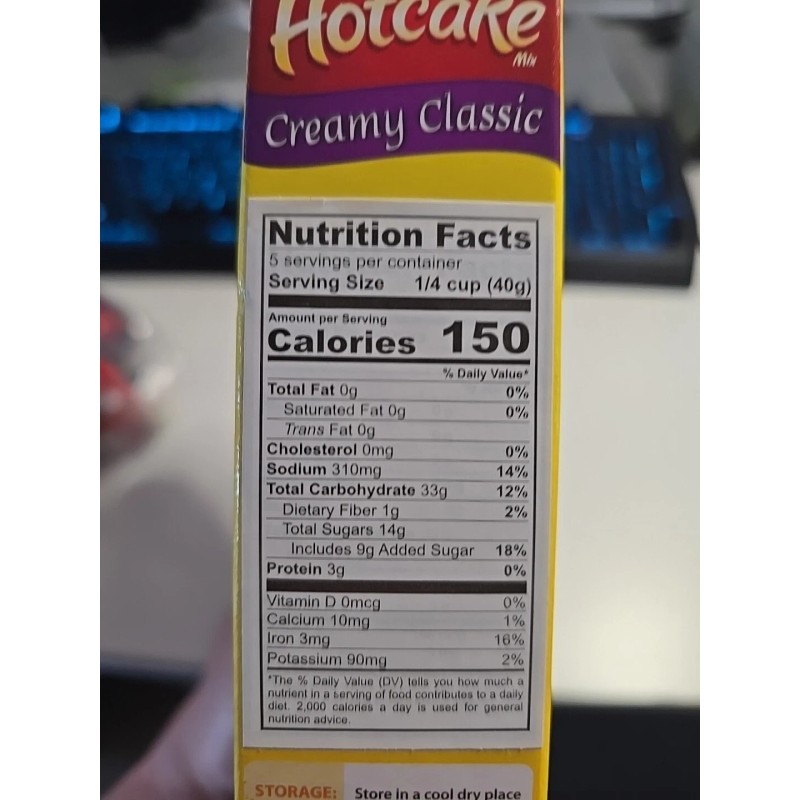 Hotcake
Mix
Creamy Classic
Nutrition Facts
5 servings per container
Serving Size 1/4 cup (40g)
Amount per Serving
Calories 150
% Daily Value*
Total Fat 0g 0%
Saturated Fat 0g 0%
Trans Fat 0g
Cholesterol 0mg 0%
Sodium 310mg 14%
Total Carbohydrate 33g 12%
Dietary Fiber 1g 2%
Total Sugars 14g
Includes 9g Added Sugar 18%
Protein 3g 0%
Vitamin D 0mcg 0%
Calcium 10mg 1%
Iron 3mg 16%
Potassium 90mg 2%
*The % Daily Value (DV) tells you how much a
nutrient in a serving of food contributes to a daily
diet. 2,000 calories a day is used for general
nutrition advice.
STORAGE: Store in a cool dry place